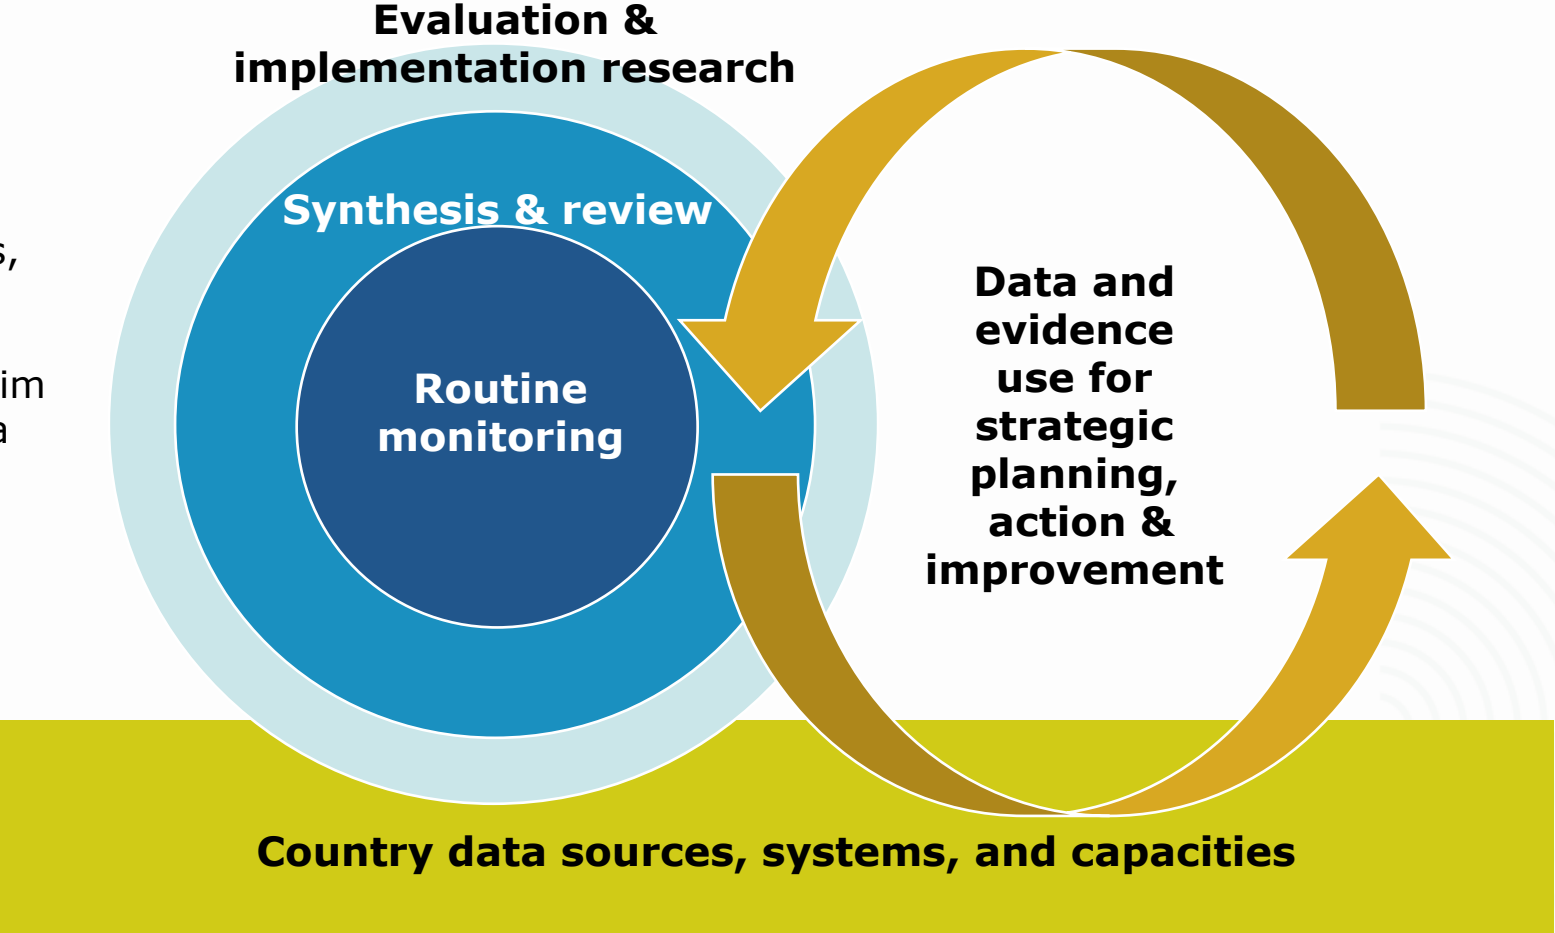 Evaluation &
implementation research
Synthesis & review
s,
im
a
Routine
monitoring
Data and
evidence
use for
strategic
planning,
action &
improvement
Country data sources, systems, and capacities